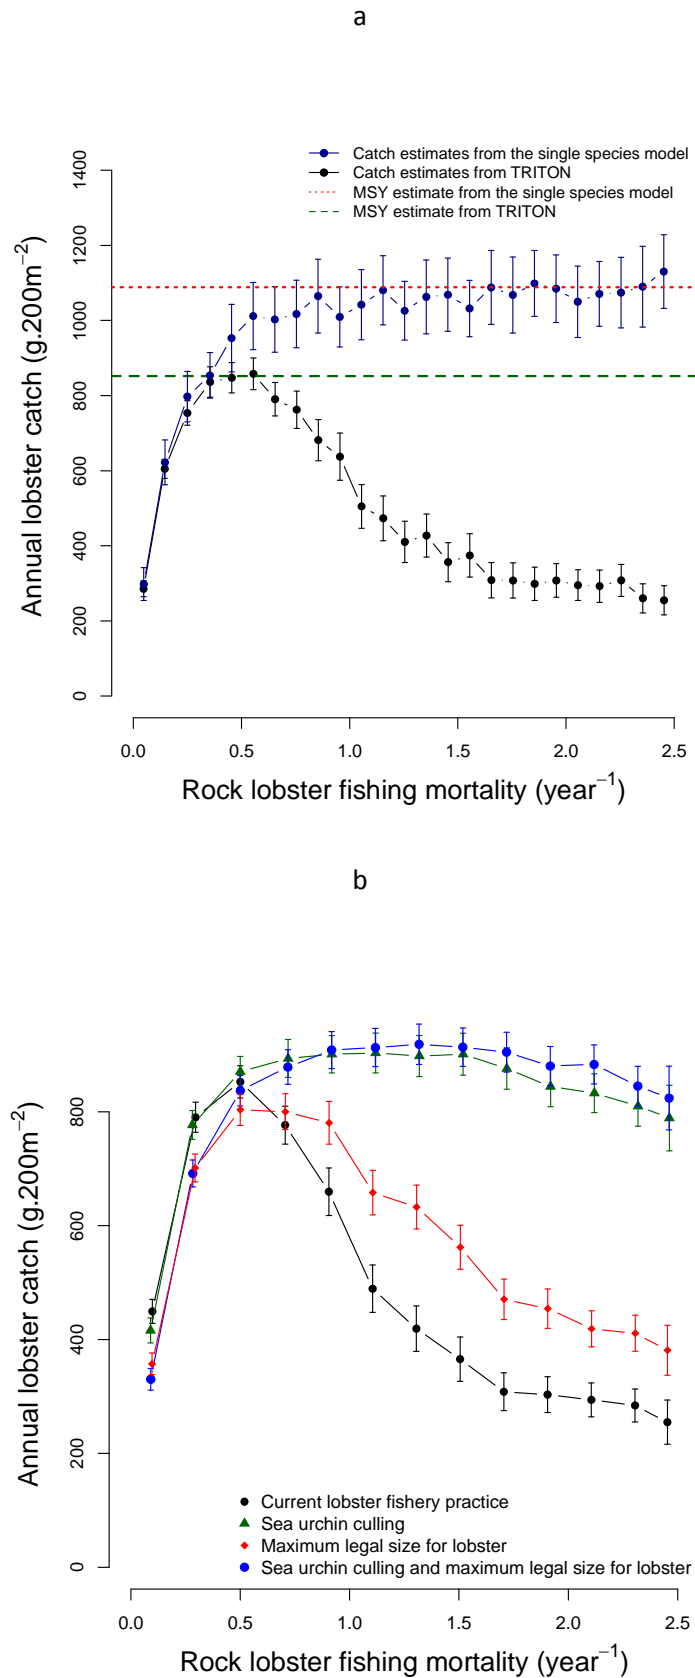 a
Catch estimates from the single species model
Catch estimates from TRITON
MSY estimate from the single species model
MSY estimate from TRITON
Annual lobster catch (g.200m⁻²)
1400
1200
1000
800
600
400
200
0
0.0 0.5 1.0 1.5 2.0 2.5
Rock lobster fishing mortality (year⁻¹)
b
Annual lobster catch (g.200m⁻²)
800
600
400
200
0
Current lobster fishery practice
Sea urchin culling
Maximum legal size for lobster
Sea urchin culling and maximum legal size for lobster
0.0 0.5 1.0 1.5 2.0 2.5
Rock lobster fishing mortality (year⁻¹)